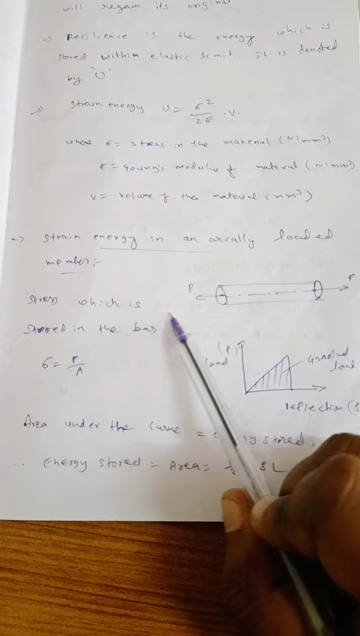 will regain its original
→ Resilience is the energy which is
stored within elastic limit. It is denoted
by 'U'
→ Strain energy U = σ²/2E . V.
where σ = stress in the material (N/mm²)
E = Young's modulus of material (N/mm²)
V = volume of the material (mm³)
→ Strain energy in an axially loaded
member:-
Stress which is
stored in the bar
P P
σ = P/A
(P)
load
Gradual
load
Deflection (δ
Area under the curve = stored.
∴ Energy stored = Area = ½ δL